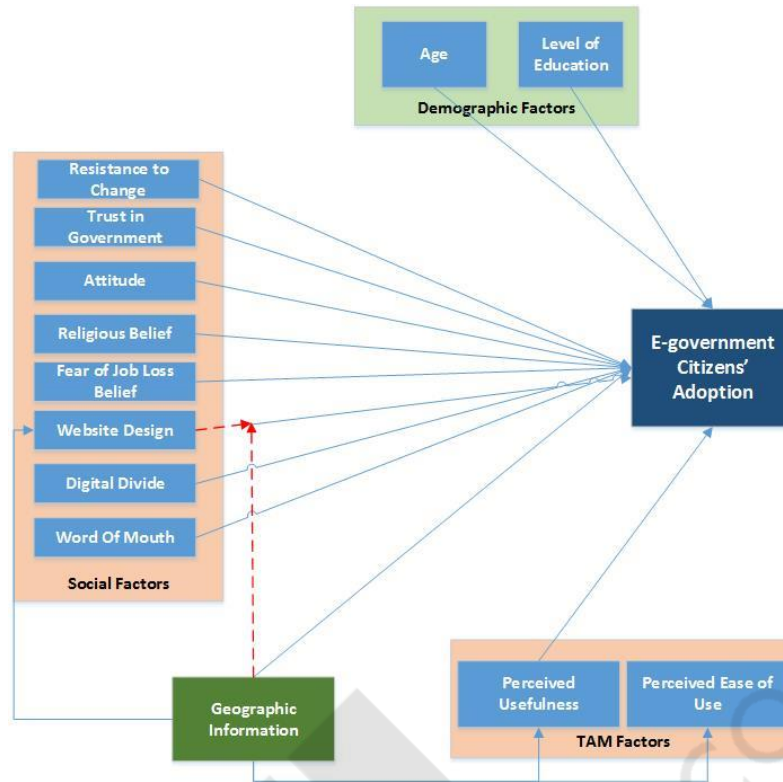 Age
Level of
Education
Demographic Factors
Resistance to
Change
Trust in
Government
Attitude
Religious Belief
Fear of Job Loss
Belief
Website Design
Digital Divide
Word Of Mouth
Social Factors
E-government
Citizens’
Adoption
Geographic
Information
Perceived
Usefulness
Perceived Ease of
Use
TAM Factors